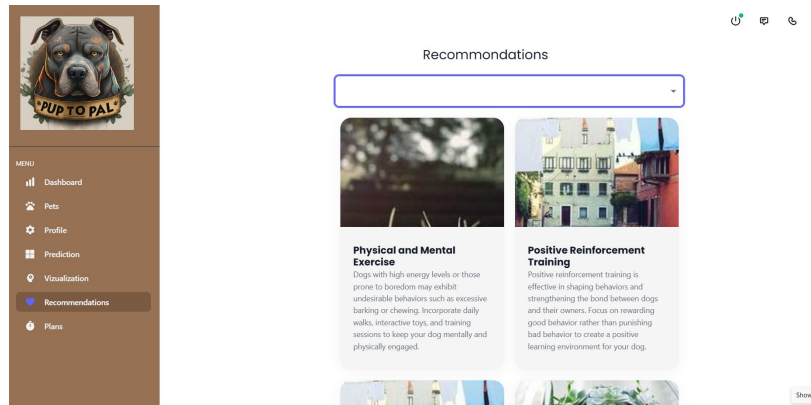 PUP TO PAL
MENU
Dashboard
Pets
Profile
Prediction
Vizualization
Recommendations
Plans
Recommondations
Physical and Mental
Exercise
Dogs with high energy levels or those
prone to boredom may exhibit
undesirable behaviors such as excessive
barking or chewing. Incorporate daily
walks, interactive toys, and training
sessions to keep your dog mentally and
physically engaged.
Positive Reinforcement
Training
Positive reinforcement training is
effective in shaping behaviors and
strengthening the bond between dogs
and their owners. Focus on rewarding
good behavior rather than punishing
bad behavior to create a positive
learning environment for your dog.
Show